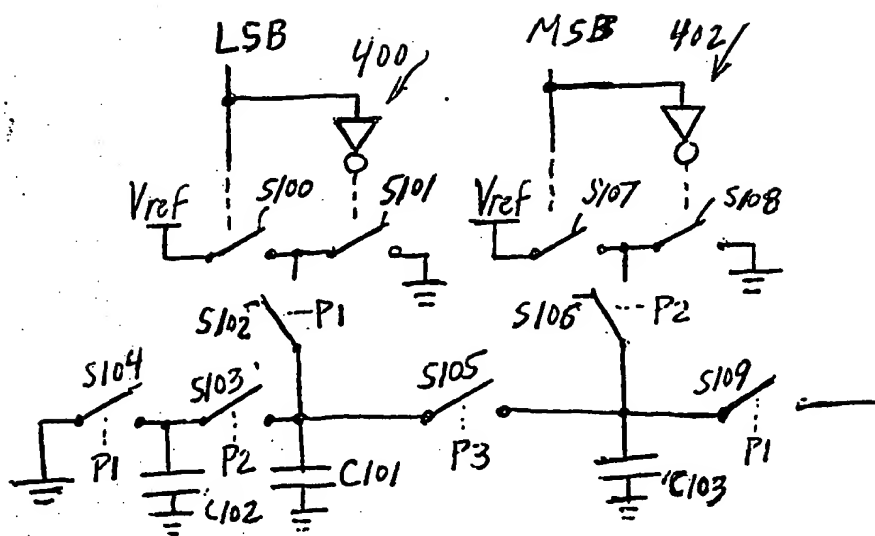 LSB
400
MSB
402
Vref
S100
S101
Vref
S107
S108
S102
P1
S106
P2
S104
S103
S105
S109
P1
P2
P3
P1
C102
C101
C103